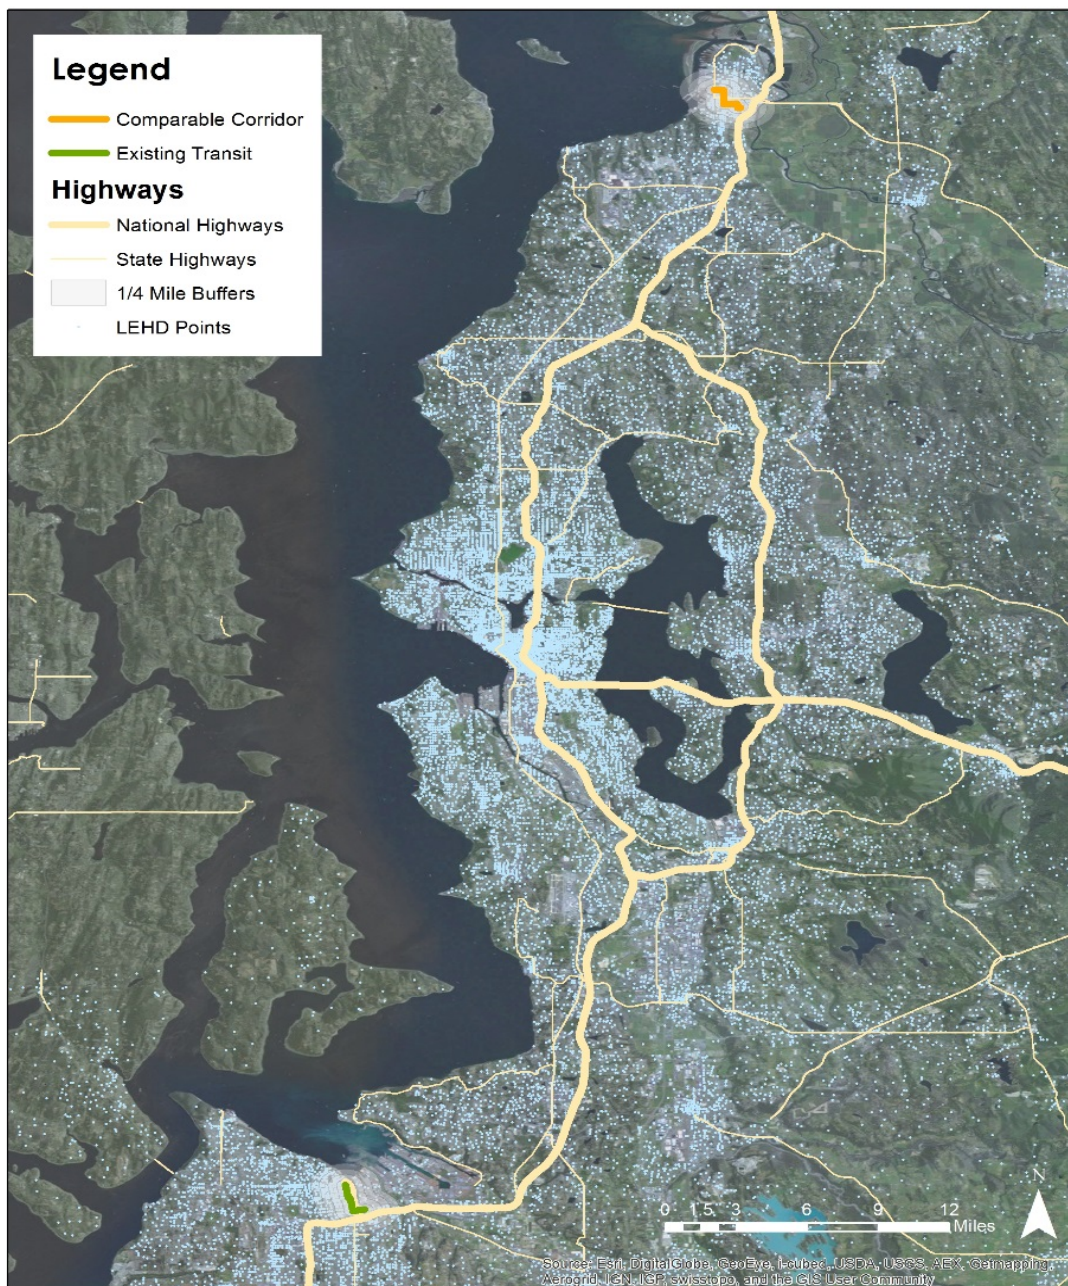 Legend
Comparable Corridor
Existing Transit
Highways
National Highways
State Highways
1/4 Mile Buffers
LEHD Points
N
0 1.5 3 6 9 12
Miles
Source: Esri, DigitalGlobe, GeoEye, i-cubed, USDA, USGS, AEX, Getmapping,
Aerogrid, IGN, IGP, swisstopo, and the GIS User Community